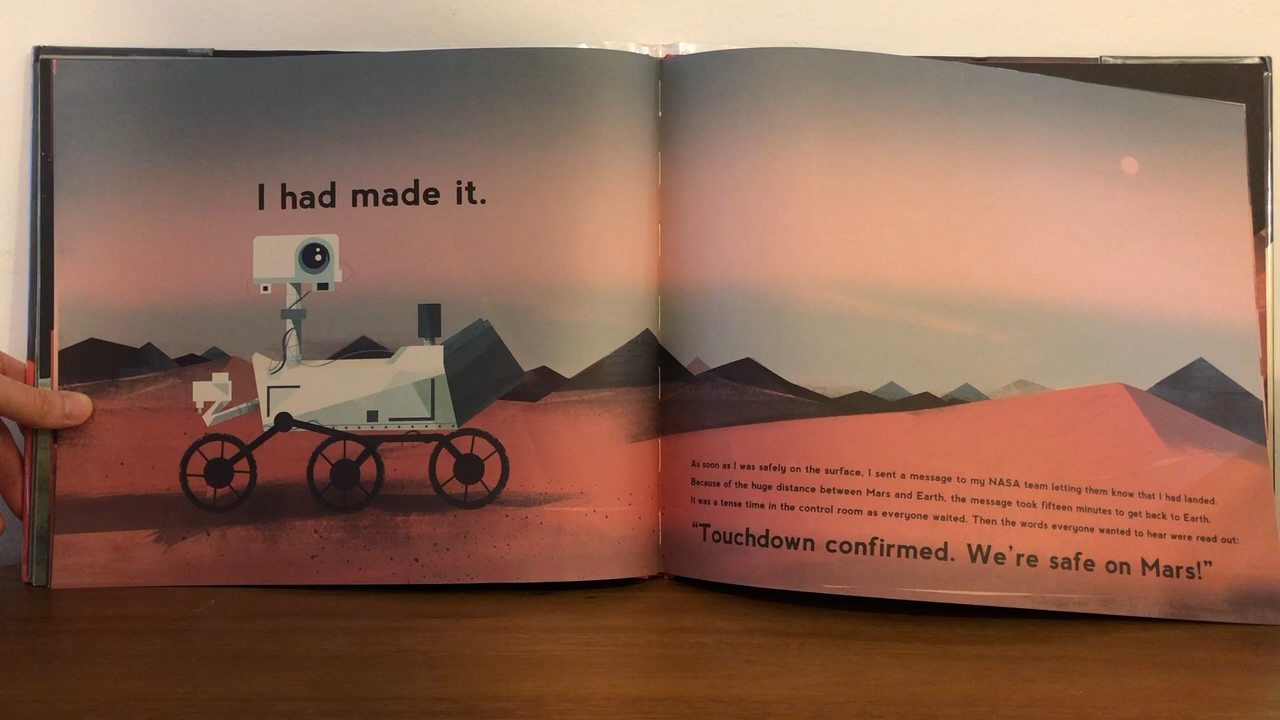 I had made it.
As soon as I was safely on the surface, I sent a message to my NASA team letting them know that I had landed.
Because of the huge distance between Mars and Earth, the message took fifteen minutes to get back to Earth.
It was a tense time in the control room as everyone waited. Then the words everyone wanted to hear were read out:
“Touchdown confirmed. We’re safe on Mars!”